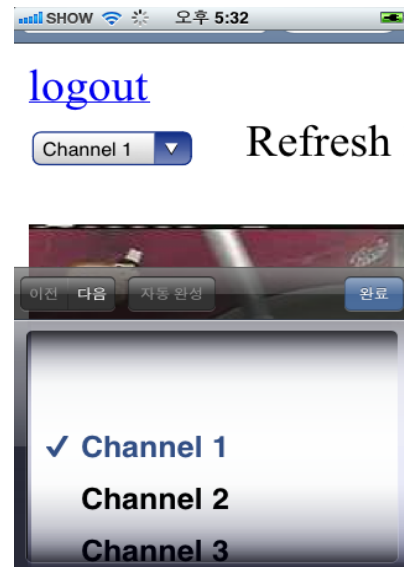 SHOW 오후 5:32
logout
Channel 1 Refresh
이전 다음 자동 완성 완료
✓ Channel 1
Channel 2
Channel 3